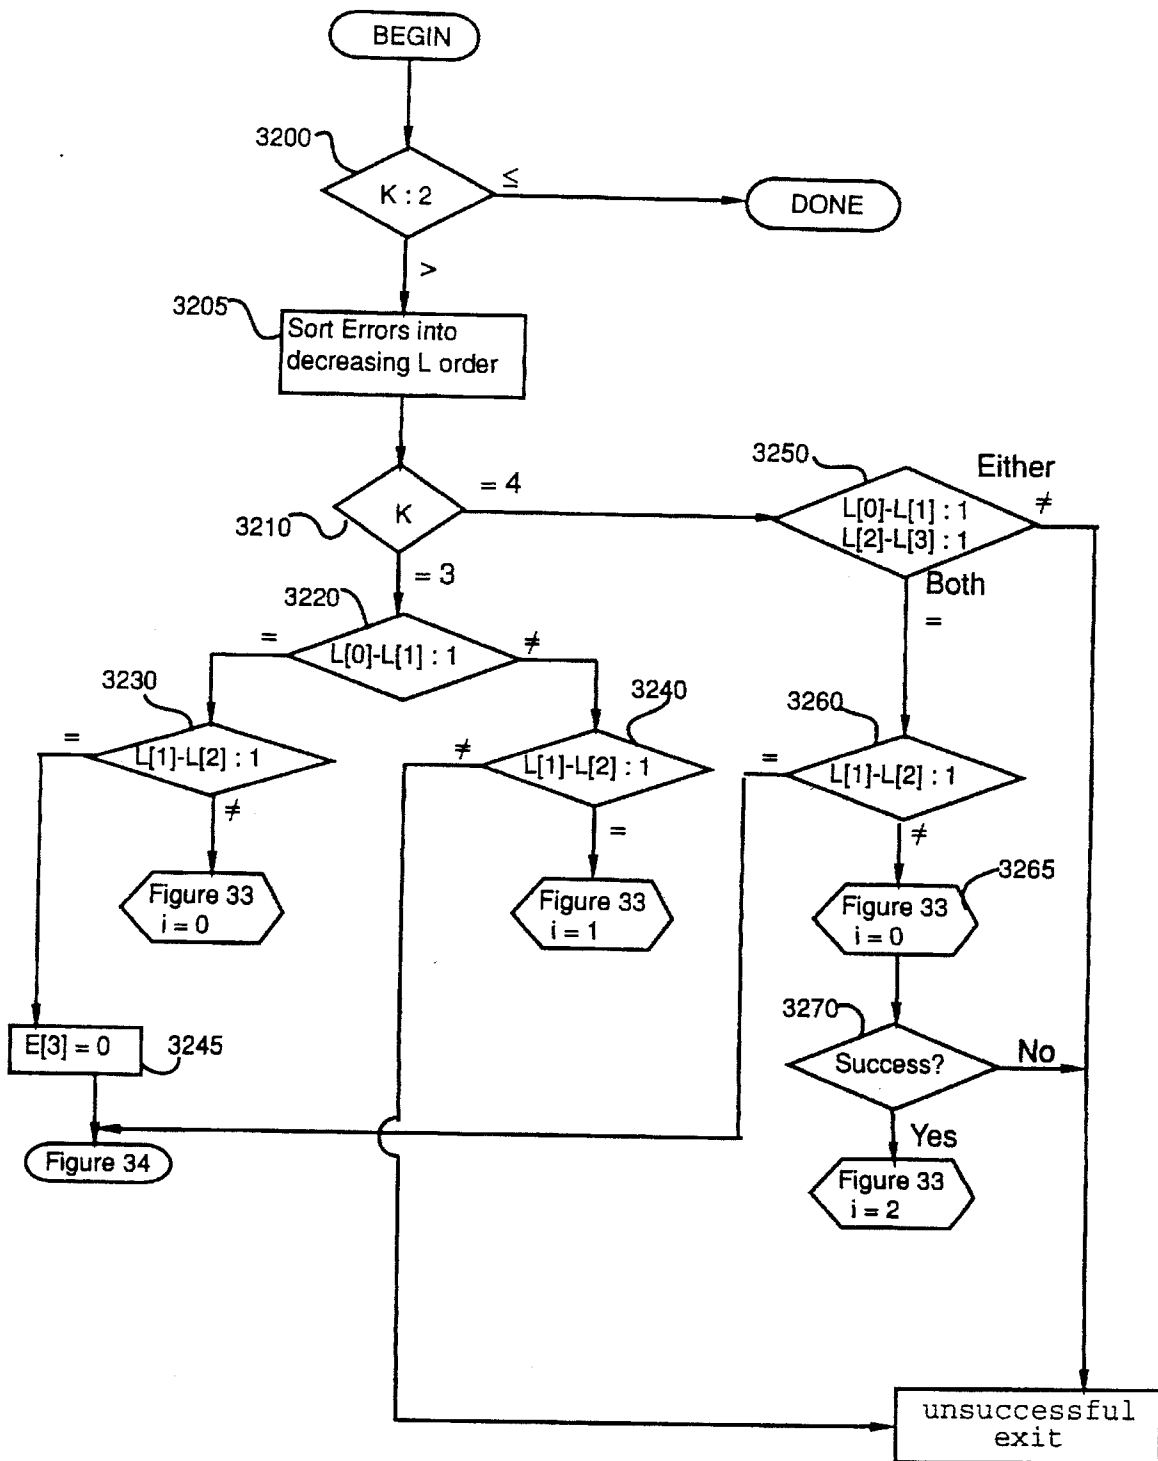 BEGIN
3200
K : 2
≤
DONE
>
3205
Sort Errors into
decreasing L order
3210
K
= 4
3250
L[0]-L[1] : 1
L[2]-L[3] : 1
Either
≠
= 3
Both
=
3220
L[0]-L[1] : 1
=
≠
3230
L[1]-L[2] : 1
=
≠
3240
L[1]-L[2] : 1
≠
=
3260
L[1]-L[2] : 1
=
≠
Figure 33
i = 0
Figure 33
i = 1
3265
Figure 33
i = 0
E[3] = 0
3245
3270
Success?
No
Yes
Figure 34
Figure 33
i = 2
unsuccessful
exit